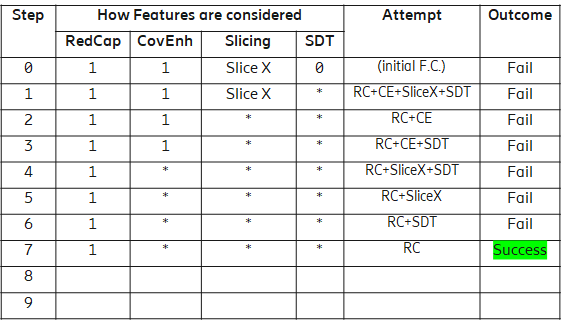 Step How Features are considered Attempt Outcome
RedCap CovEnh Slicing SDT
0 1 1 Slice X 0 (initial F.C.) Fail
1 1 1 Slice X * RC+CE+SliceX+SDT Fail
2 1 1 * * RC+CE Fail
3 1 1 * * RC+CE+SDT Fail
4 1 * * * RC+SliceX+SDT Fail
5 1 * * * RC+SliceX Fail
6 1 * * * RC+SDT Fail
7 1 * * * RC Success
8
9